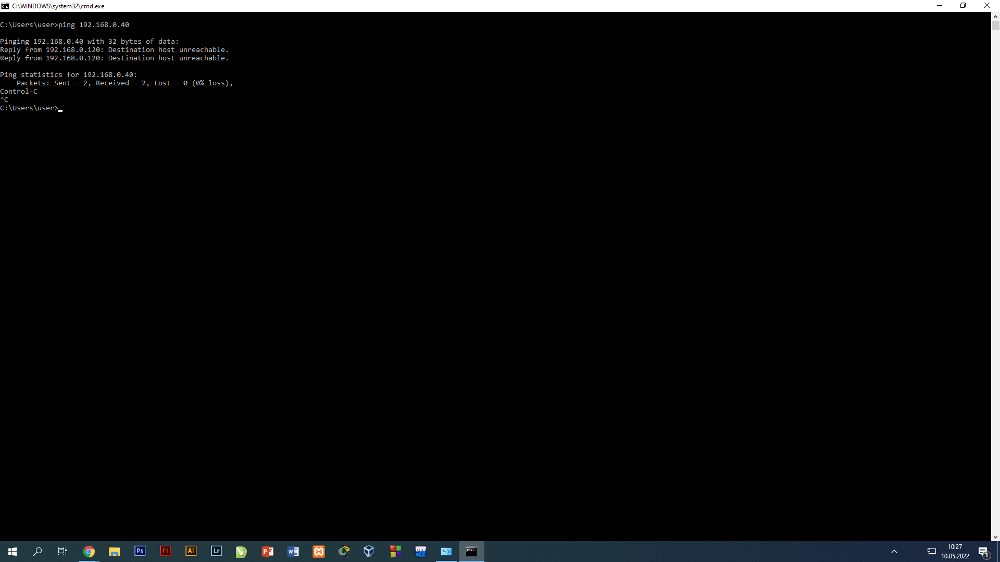 C:\WINDOWS\system32\cmd.exe
C:\Users\user>ping 192.168.0.40
Pinging 192.168.0.40 with 32 bytes of data:
Reply from 192.168.0.120: Destination host unreachable.
Reply from 192.168.0.120: Destination host unreachable.
Ping statistics for 192.168.0.40:
    Packets: Sent = 2, Received = 2, Lost = 0 (0% loss),
Control-C
^C
C:\Users\user>
Ps
Fl
Ai
Lr
DEV
10:27
10.05.2022
1